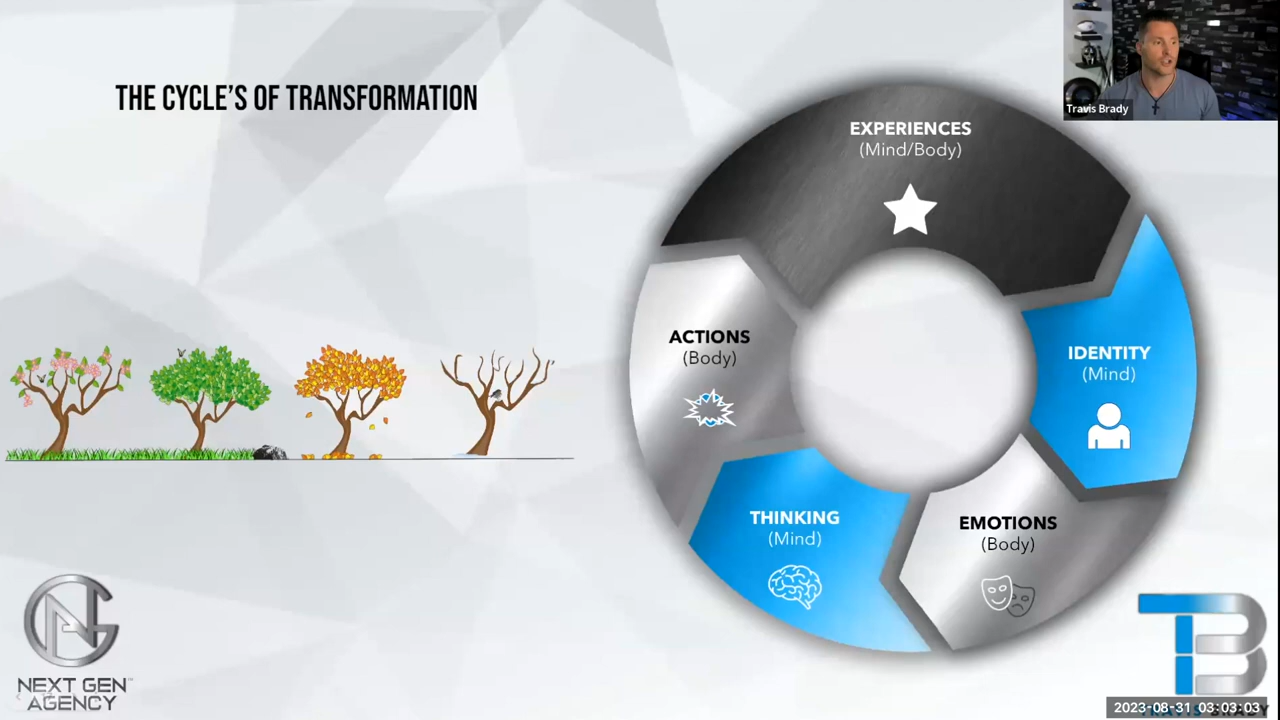 THE CYCLE'S OF TRANSFORMATION
Travis Brady
EXPERIENCES
(Mind/Body)
ACTIONS
(Body)
IDENTITY
(Mind)
THINKING
(Mind)
EMOTIONS
(Body)
NEXT GEN
AGENCY
2023-08-31 03:03:03